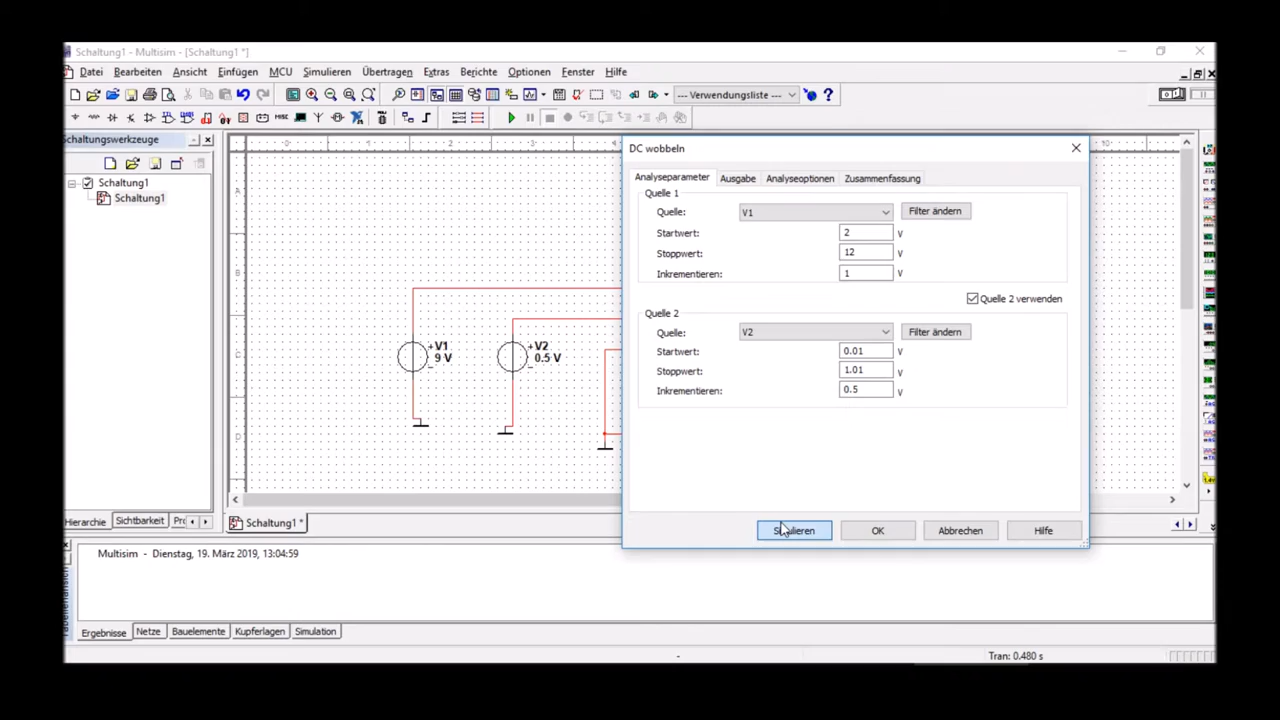 Schaltung1 - Multisim - [Schaltung1 *]
Datei Bearbeiten Ansicht Einfügen MCU Simulieren Übertragen Extras Berichte Optionen Fenster Hilfe
--- Verwendungsliste ---
Schaltungswerkzeuge
Schaltung1
Schaltung1
DC wobbeln
Analyseparameter Ausgabe Analyseoptionen Zusammenfassung
Quelle 1
Quelle: V1 Filter ändern
Startwert: 2 V
Stoppwert: 12 V
Inkrementieren: 1 V
Quelle 2 verwenden
Quelle 2
Quelle: V2 Filter ändern
Startwert: 0.01 V
Stoppwert: 1.01 V
Inkrementieren: 0.5 V
OK Abbrechen Hilfe
A
B
C
D
V1
9 V
V2
0.5 V
Hierarchie Sichtbarkeit
Schaltung1 *
Multisim - Dienstag, 19. März 2019, 13:04:59
Ergebnisse Netze Bauelemente Kupferlagen Simulation
- Tran: 0.480 s